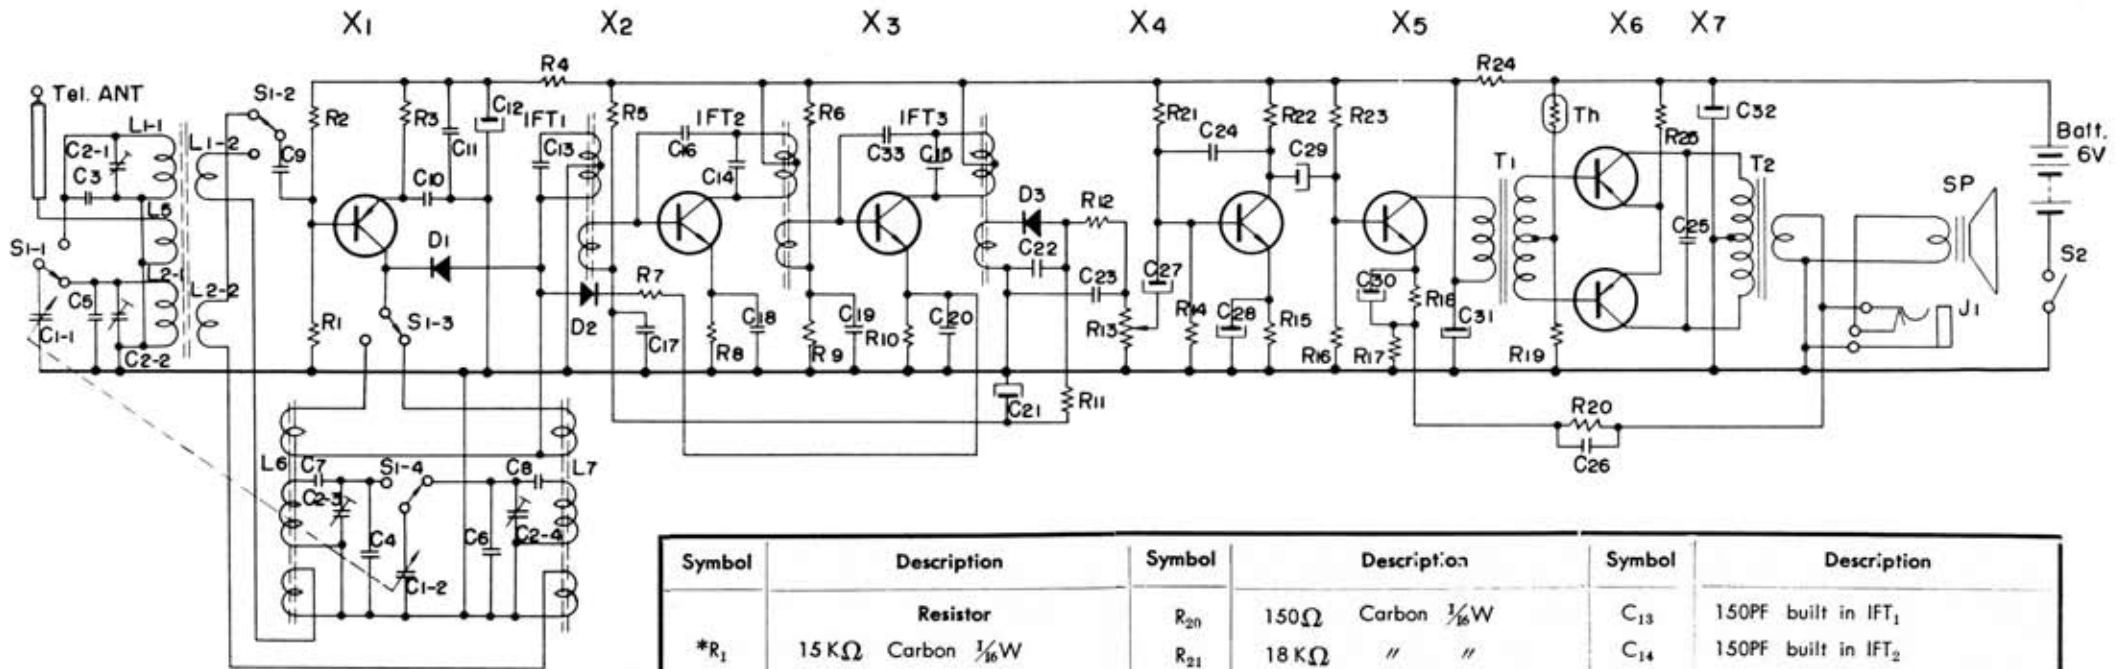 X1 X2 X3 X4 X5 X6 X7
R4 R24
Tel. ANT S1-2 R2 R3 C12 IFT1 R5 IFT2 R6 IFT3 R21 C24 R22 R23 Th R25 C32 Batt.
6V
L1-1 L1-2 C9 C11 C13 C16 C33 C29 T1 T2
C2-1 C3 C10 C14 C15 D3 R12 SP
L5 D1 C22 C25 S2
S1-1 L2-1 L2-2 R7 C23 C27 C30 R18
C5 C1-1 C2-2 R1 S1-3 D2 C17 R8 C18 R9 C19 R10 C20 R13 R14 C28 R15 R16 R17 C31 R19 J1
C21 R11 R20
C26
L6 C7 S1-4 C8 L7
C2-3 C4 C6 C2-4
C1-2
Symbol Description Symbol Description Symbol Description
Resistor R20 150Ω Carbon 1/16W C13 150PF built in IFT1
*R1 15KΩ Carbon 1/16W R21 18KΩ " " C14 150PF built in IFT2